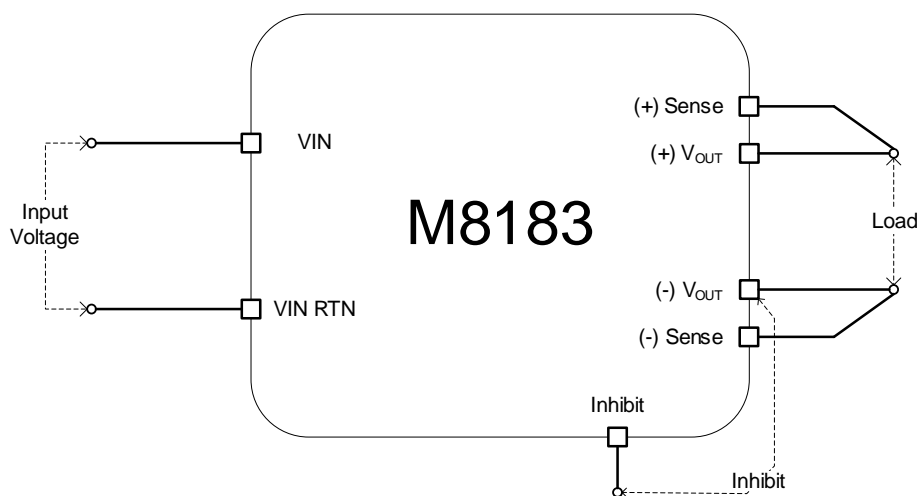 (+) Sense
VIN
(+) VOUT
Input
Voltage
M8183
Load
(-) VOUT
VIN RTN
(-) Sense
Inhibit
Inhibit